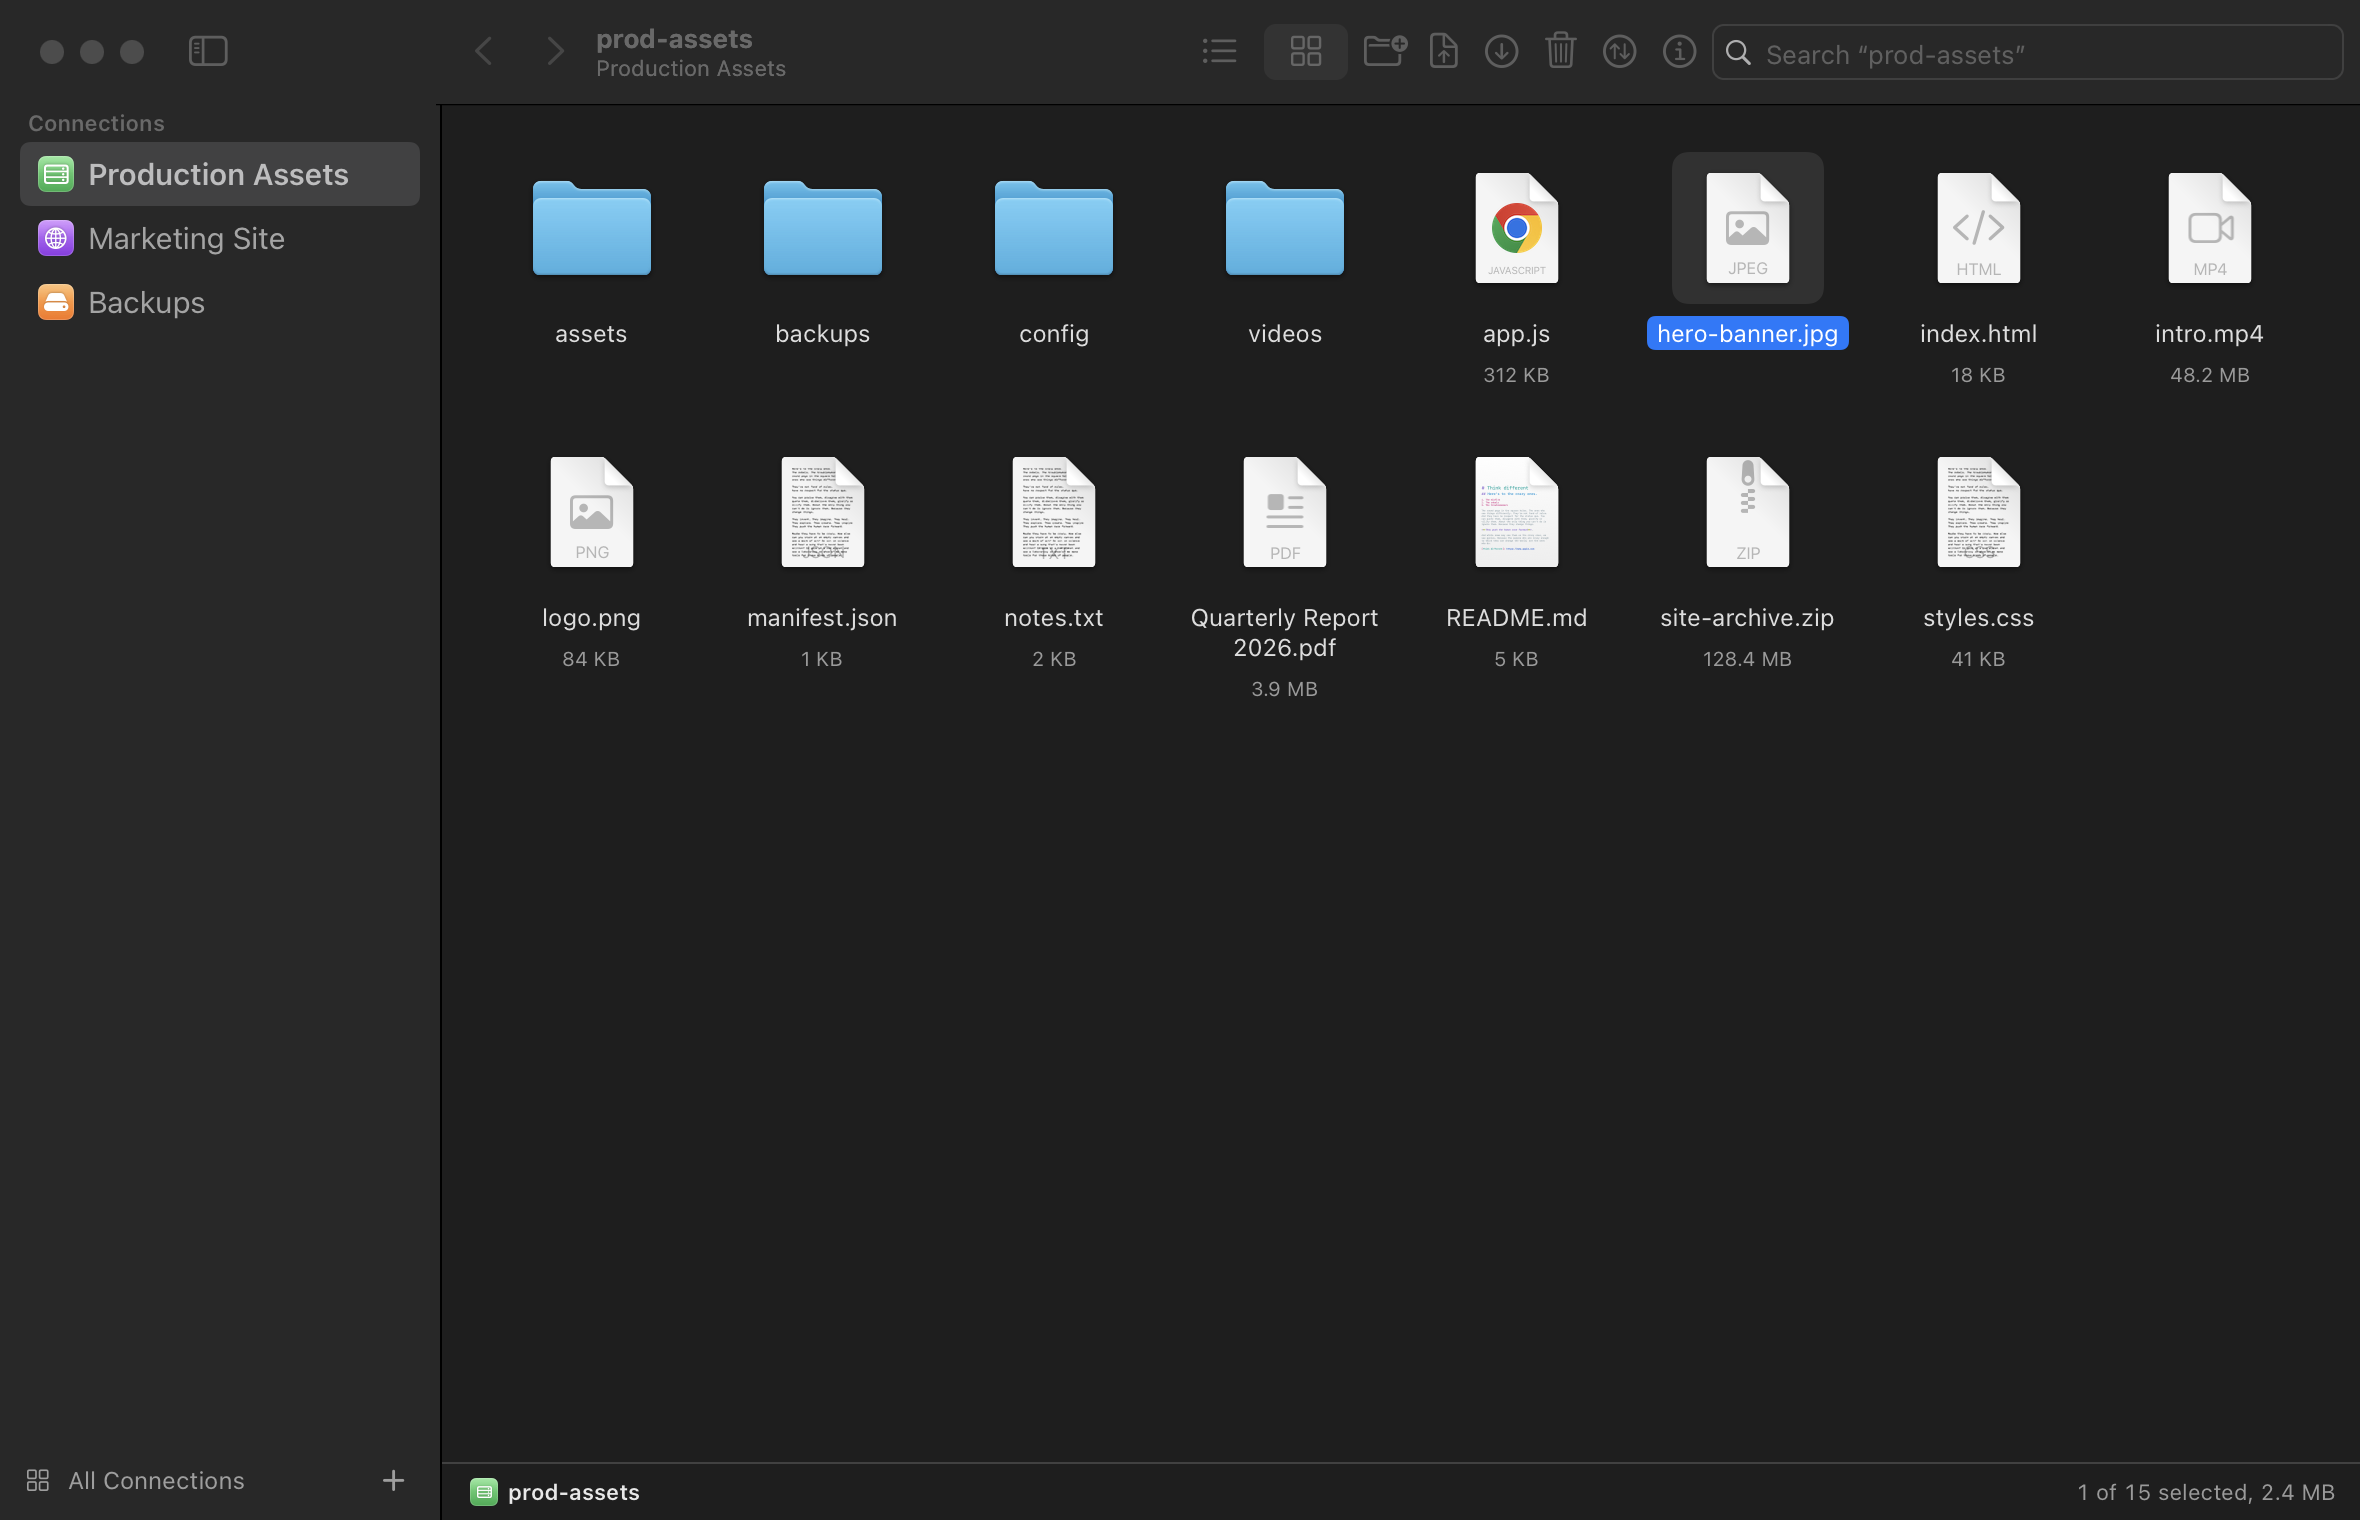 prod-assets
Production Assets
Search “prod-assets”
Connections
Production Assets
Marketing Site
Backups
assets
backups
config
videos
JAVASCRIPT
app.js
312 KB
JPEG
hero-banner.jpg
HTML
index.html
18 KB
MP4
intro.mp4
48.2 MB
PNG
logo.png
84 KB
manifest.json
1 KB
notes.txt
2 KB
PDF
Quarterly Report
2026.pdf
3.9 MB
# Think different
README.md
5 KB
ZIP
site-archive.zip
128.4 MB
styles.css
41 KB
All Connections
prod-assets
1 of 15 selected, 2.4 MB